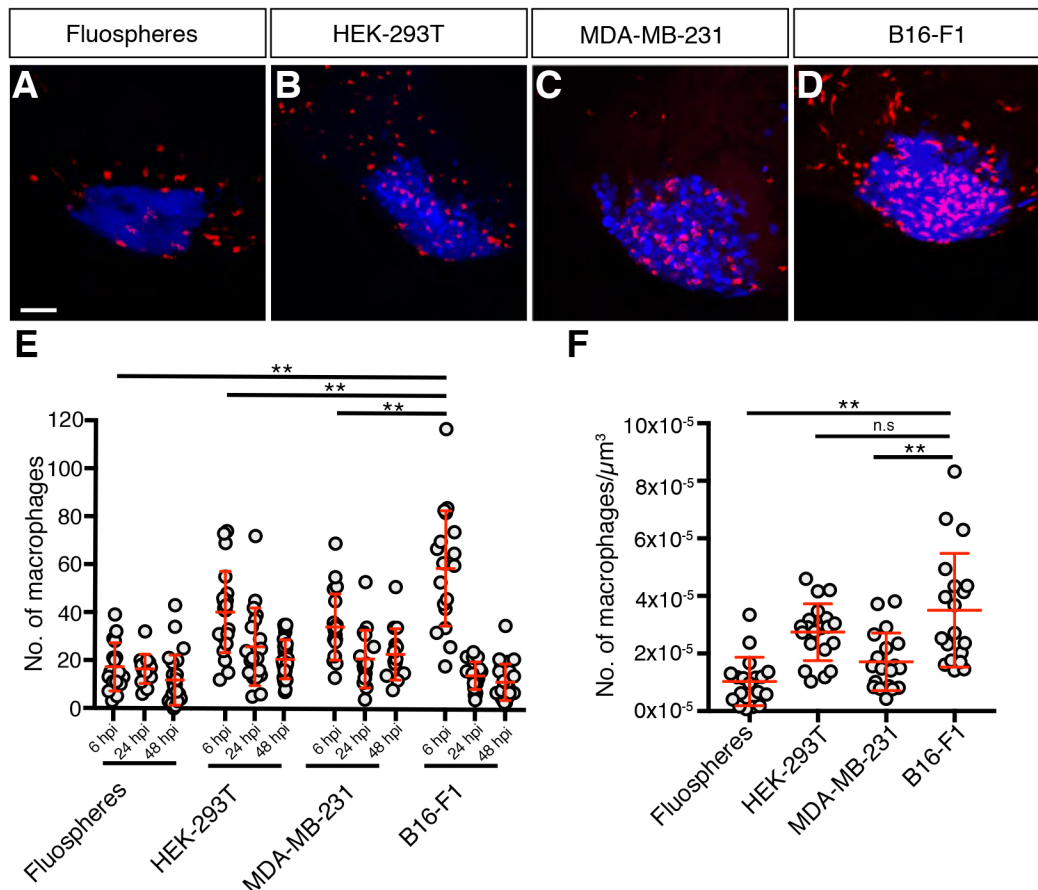 Fluospheres HEK-293T MDA-MB-231 B16-F1
A B C D
E
**
**
**
No. of macrophages
120
100
80
60
40
20
0
6 hpi 24 hpi 48 hpi 6 hpi 24 hpi 48 hpi 6 hpi 24 hpi 48 hpi 6 hpi 24 hpi 48 hpi
Fluospheres HEK-293T MDA-MB-231 B16-F1
F
**
n.s
**
No. of macrophages/µm³
10x10⁻⁵
8x10⁻⁵
6x10⁻⁵
4x10⁻⁵
2x10⁻⁵
0x10⁻⁵
Fluospheres HEK-293T MDA-MB-231 B16-F1